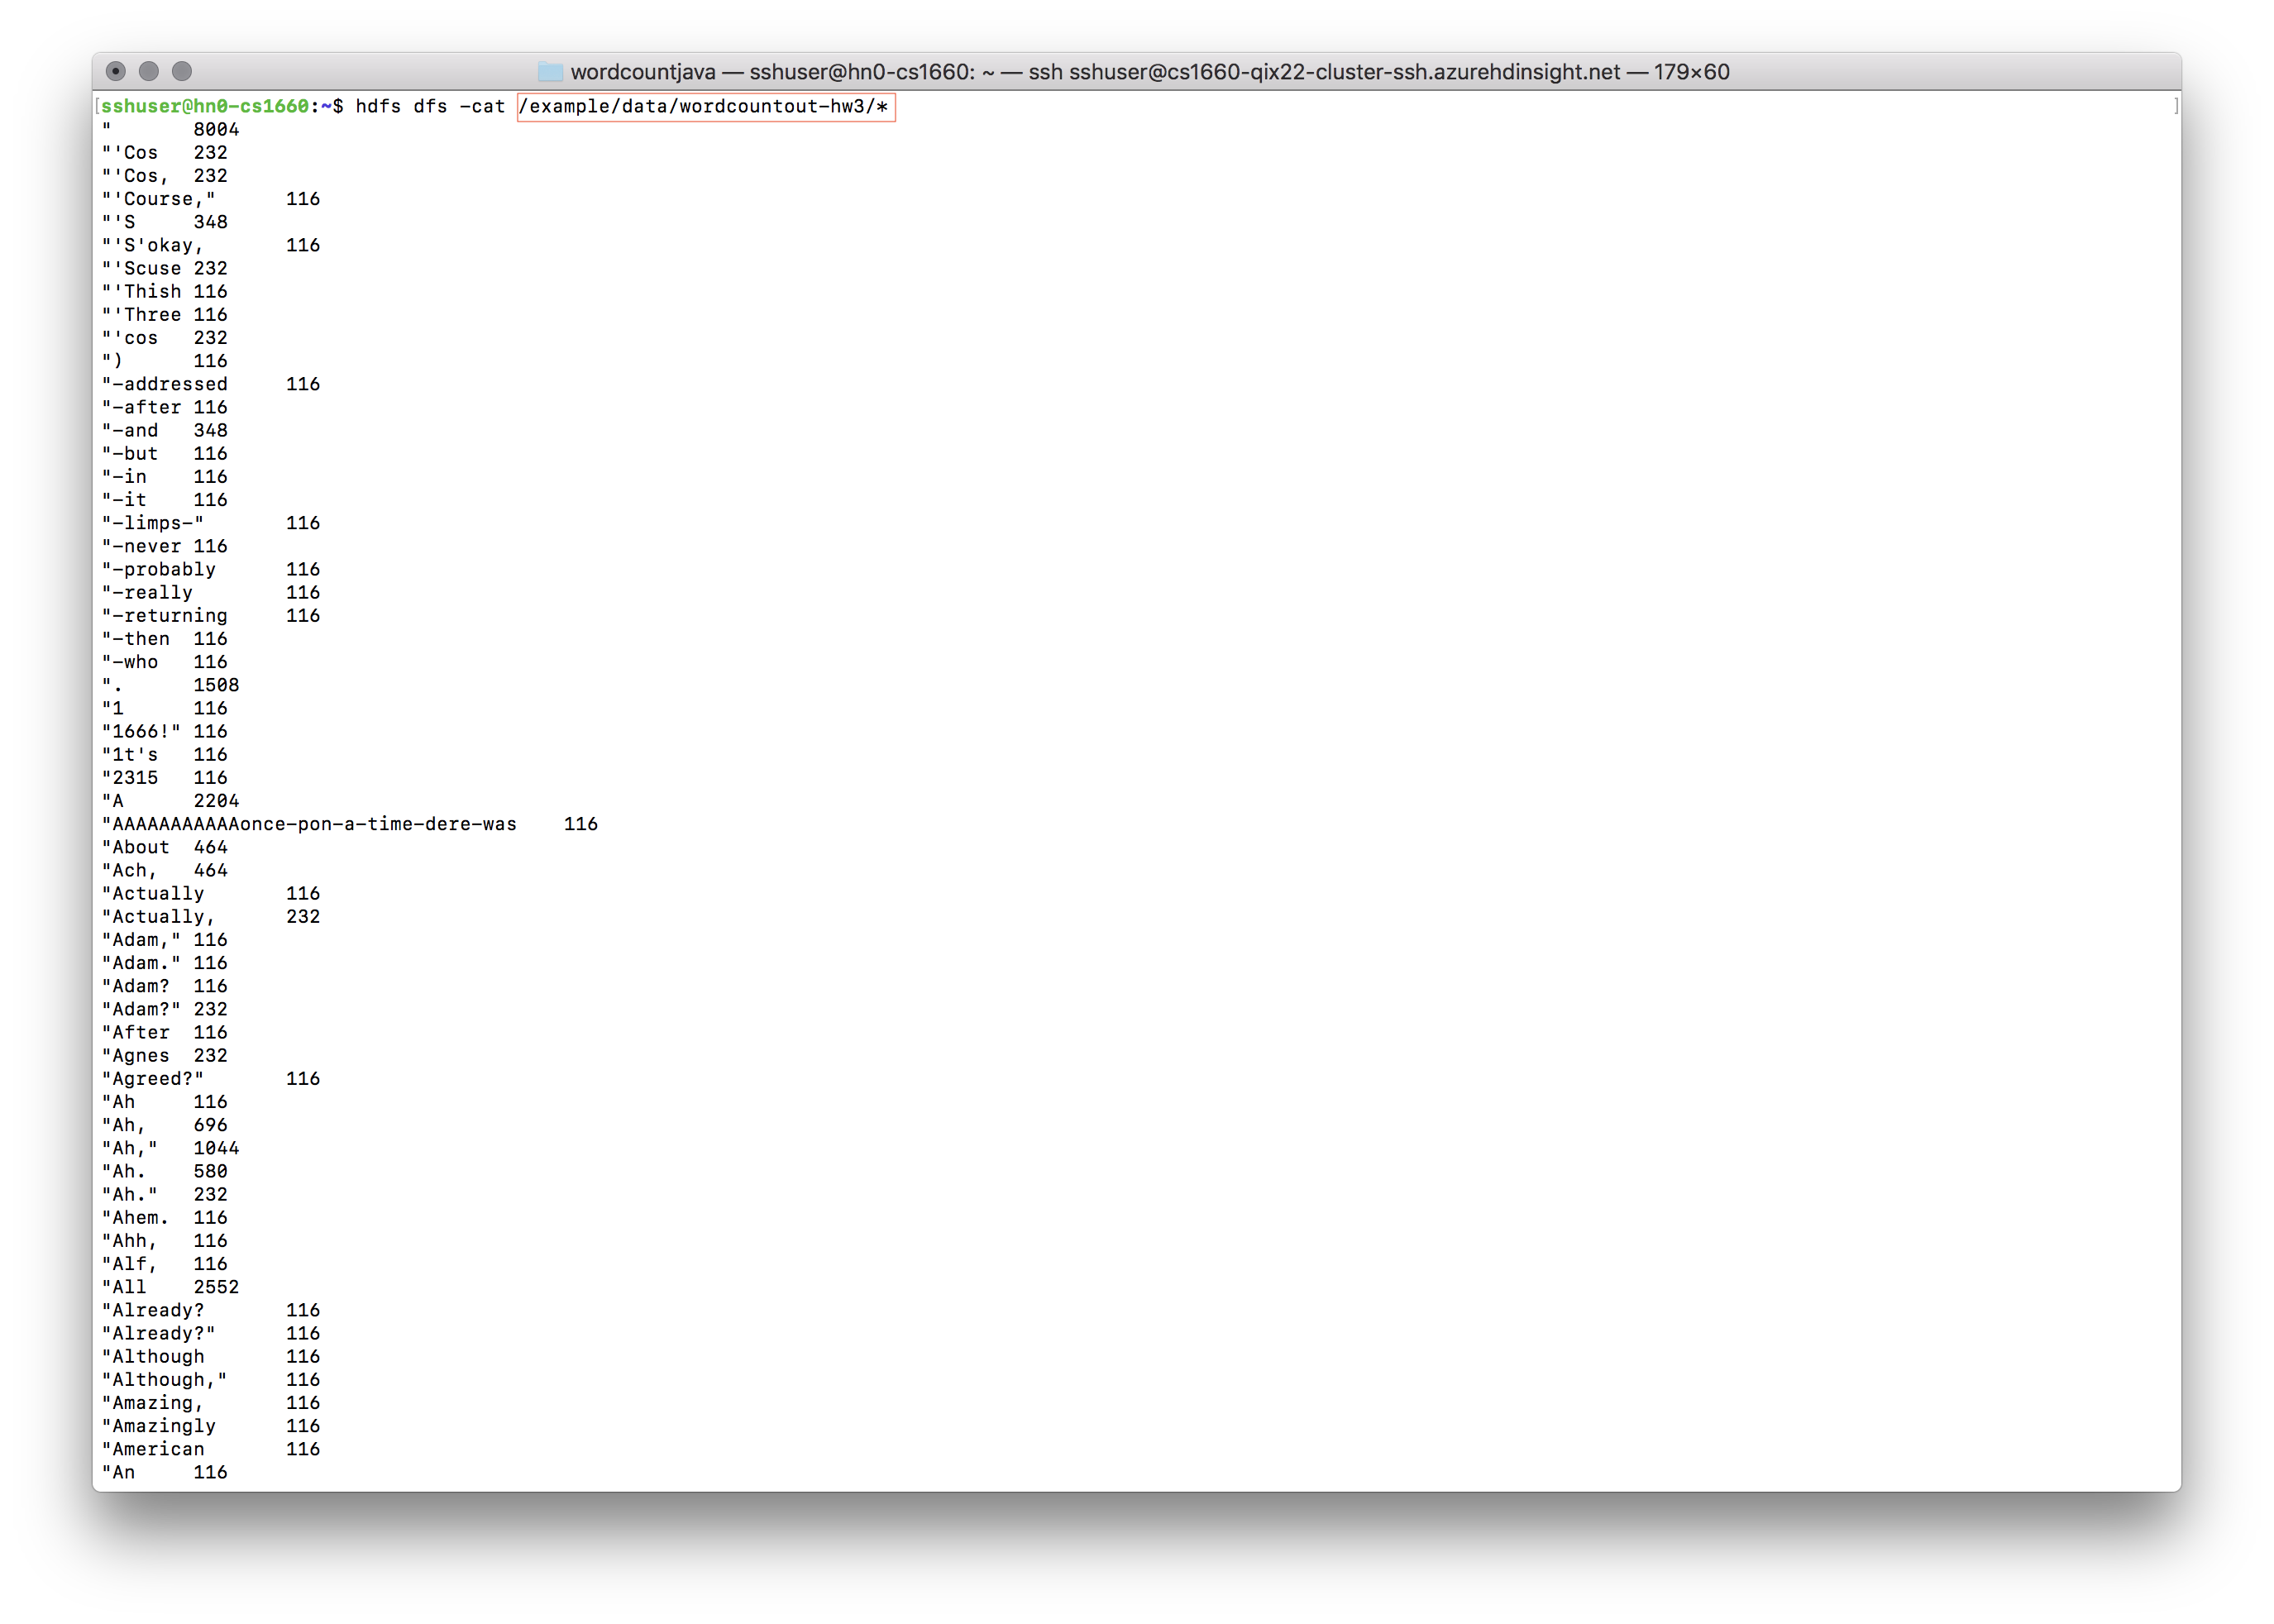 wordcountjava — sshuser@hn0-cs1660: ~ — ssh sshuser@cs1660-qix22-cluster-ssh.azurehdinsight.net — 179×60
[sshuser@hn0-cs1660:~$ hdfs dfs -cat /example/data/wordcountout-hw3/* ]
" 8004
"'Cos 232
"'Cos, 232
"'Course," 116
"'S 348
"'S'okay, 116
"'Scuse 232
"'Thish 116
"'Three 116
"'cos 232
") 116
"-addressed 116
"-after 116
"-and 348
"-but 116
"-in 116
"-it 116
"-limps-" 116
"-never 116
"-probably 116
"-really 116
"-returning 116
"-then 116
"-who 116
". 1508
"1 116
"1666!" 116
"1t's 116
"2315 116
"A 2204
"AAAAAAAAAAAonce-pon-a-time-dere-was 116
"About 464
"Ach, 464
"Actually 116
"Actually, 232
"Adam," 116
"Adam." 116
"Adam? 116
"Adam?" 232
"After 116
"Agnes 232
"Agreed?" 116
"Ah 116
"Ah, 696
"Ah," 1044
"Ah. 580
"Ah." 232
"Ahem. 116
"Ahh, 116
"Alf, 116
"All 2552
"Already? 116
"Already?" 116
"Although 116
"Although," 116
"Amazing, 116
"Amazingly 116
"American 116
"An 116